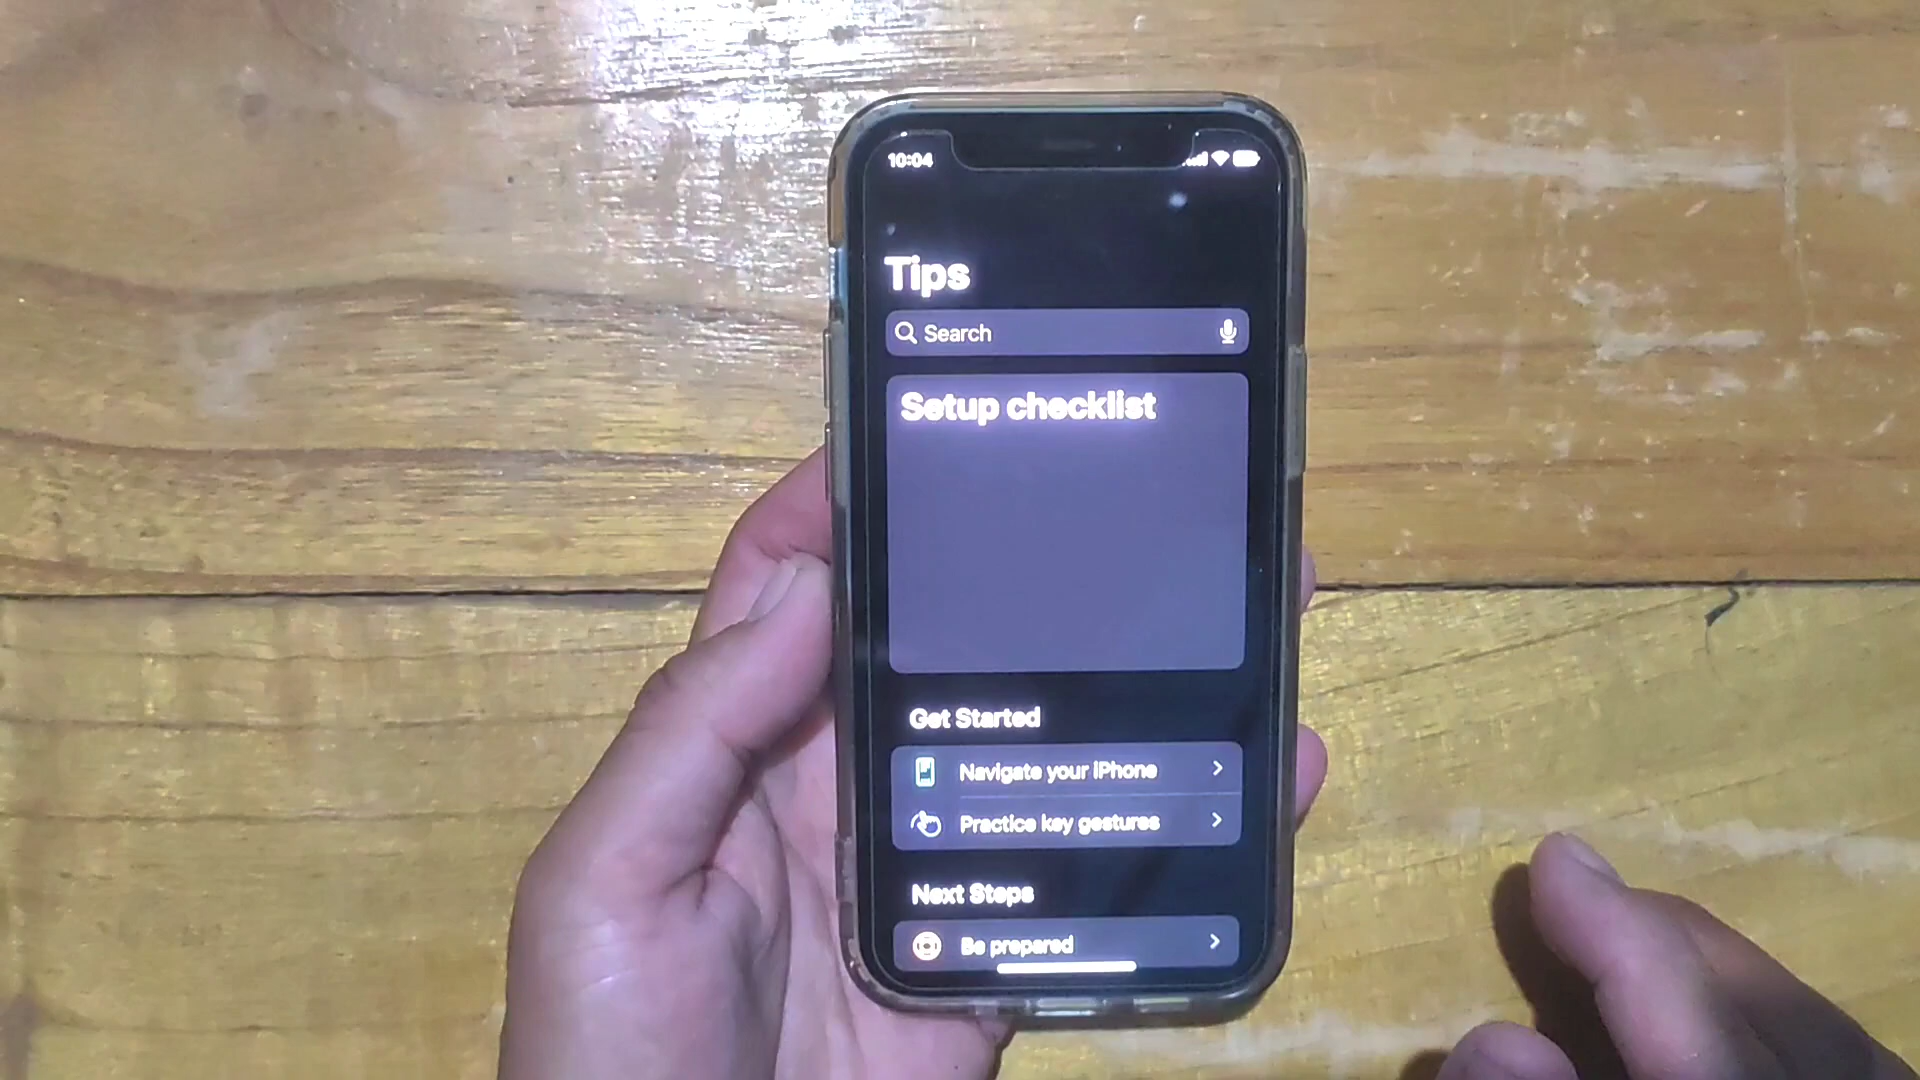 10:04
Tips
Search
Setup checklist
Get Started
Navigate your iPhone
Practice key gestures
Next Steps
Be prepared